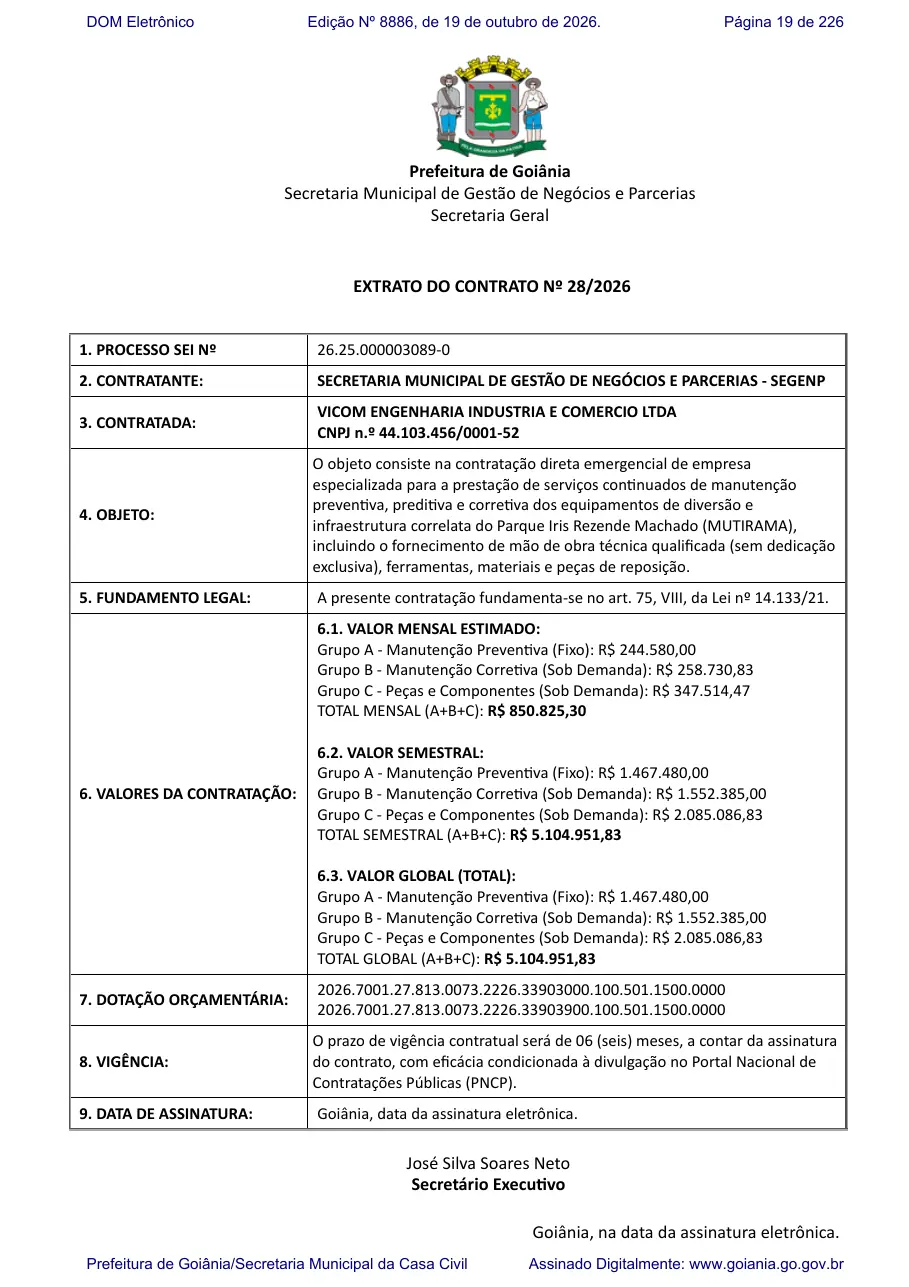 DOM Eletrônico Edição Nº 8886, de 19 de outubro de 2026. Página 19 de 226
PELA GRANDEZA DA PÁTRIA
Prefeitura de Goiânia
Secretaria Municipal de Gestão de Negócios e Parcerias
Secretaria Geral
EXTRATO DO CONTRATO Nº 28/2026
1. PROCESSO SEI Nº 26.25.000003089-0
2. CONTRATANTE: SECRETARIA MUNICIPAL DE GESTÃO DE NEGÓCIOS E PARCERIAS - SEGENP
3. CONTRATADA:
VICOM ENGENHARIA INDUSTRIA E COMERCIO LTDA
CNPJ n.º 44.103.456/0001-52
4. OBJETO:
O objeto consiste na contratação direta emergencial de empresa
especializada para a prestação de serviços continuados de manutenção
preventiva, preditiva e corretiva dos equipamentos de diversão e
infraestrutura correlata do Parque Iris Rezende Machado (MUTIRAMA),
incluindo o fornecimento de mão de obra técnica qualificada (sem dedicação
exclusiva), ferramentas, materiais e peças de reposição.
5. FUNDAMENTO LEGAL: A presente contratação fundamenta-se no art. 75, VIII, da Lei nº 14.133/21.
6. VALORES DA CONTRATAÇÃO:
6.1. VALOR MENSAL ESTIMADO:
Grupo A - Manutenção Preventiva (Fixo): R$ 244.580,00
Grupo B - Manutenção Corretiva (Sob Demanda): R$ 258.730,83
Grupo C - Peças e Componentes (Sob Demanda): R$ 347.514,47
TOTAL MENSAL (A+B+C): R$ 850.825,30
6.2. VALOR SEMESTRAL:
Grupo A - Manutenção Preventiva (Fixo): R$ 1.467.480,00
Grupo B - Manutenção Corretiva (Sob Demanda): R$ 1.552.385,00
Grupo C - Peças e Componentes (Sob Demanda): R$ 2.085.086,83
TOTAL SEMESTRAL (A+B+C): R$ 5.104.951,83
6.3. VALOR GLOBAL (TOTAL):
Grupo A - Manutenção Preventiva (Fixo): R$ 1.467.480,00
Grupo B - Manutenção Corretiva (Sob Demanda): R$ 1.552.385,00
Grupo C - Peças e Componentes (Sob Demanda): R$ 2.085.086,83
TOTAL GLOBAL (A+B+C): R$ 5.104.951,83
7. DOTAÇÃO ORÇAMENTÁRIA:
2026.7001.27.813.0073.2226.33903000.100.501.1500.0000
2026.7001.27.813.0073.2226.33903900.100.501.1500.0000
8. VIGÊNCIA:
O prazo de vigência contratual será de 06 (seis) meses, a contar da assinatura
do contrato, com eficácia condicionada à divulgação no Portal Nacional de
Contratações Públicas (PNCP).
9. DATA DE ASSINATURA: Goiânia, data da assinatura eletrônica.
José Silva Soares Neto
Secretário Executivo
Goiânia, na data da assinatura eletrônica.
Prefeitura de Goiânia/Secretaria Municipal da Casa Civil Assinado Digitalmente: www.goiania.go.gov.br